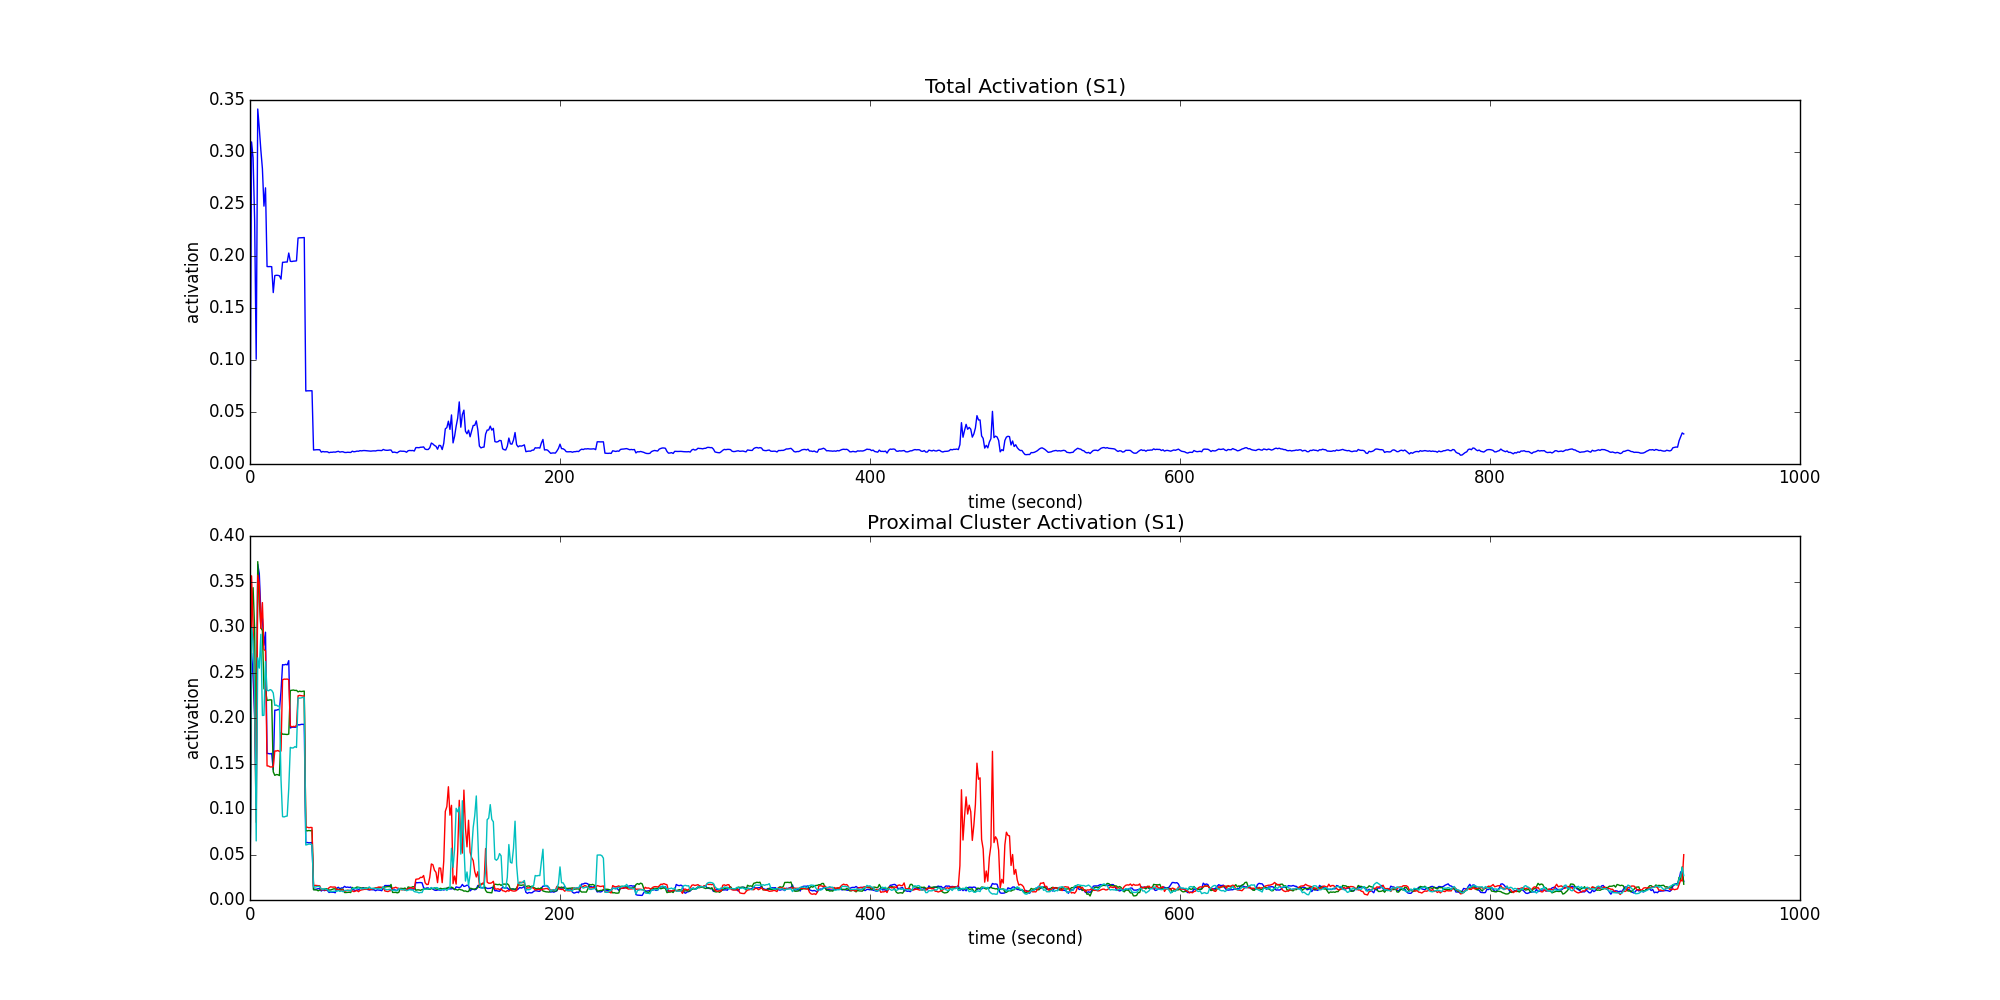 Total Activation (S1)
0.35
0.30
0.25
0.20
0.15
0.10
0.05
0.00
activation
0 200 400 600 800 1000
time (second)
Proximal Cluster Activation (S1)
0.40
0.35
0.30
0.25
0.20
0.15
0.10
0.05
0.00
activation
0 200 400 600 800 1000
time (second)